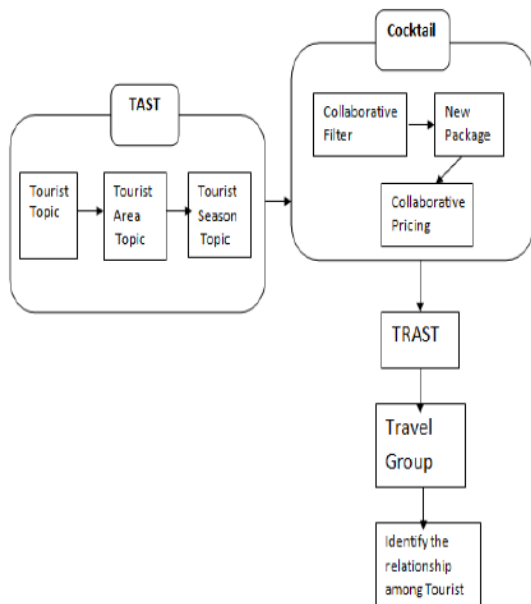 TAST
Tourist
Topic
Tourist
Area
Topic
Tourist
Season
Topic
Cocktail
Collaborative
Filter
New
Package
Collaborative
Pricing
TRAST
Travel
Group
Identify the
relationship
among Tourist